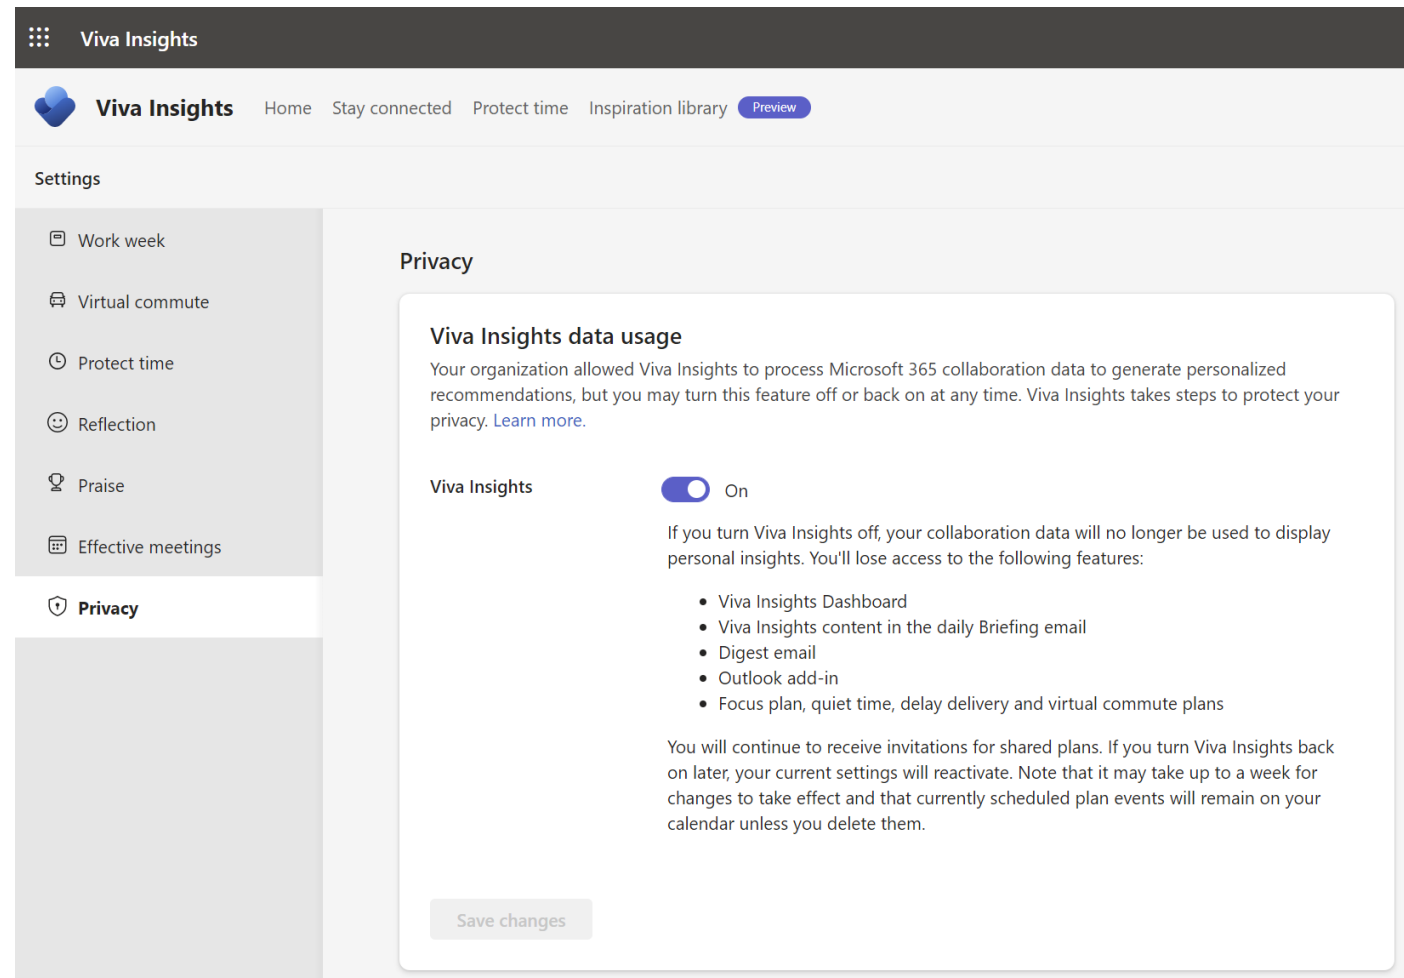 Viva Insights
Viva Insights Home Stay connected Protect time Inspiration library Preview
Settings
Work week
Virtual commute
Protect time
Reflection
Praise
Effective meetings
Privacy
Privacy
Viva Insights data usage
Your organization allowed Viva Insights to process Microsoft 365 collaboration data to generate personalized
recommendations, but you may turn this feature off or back on at any time. Viva Insights takes steps to protect your
privacy. Learn more.
Viva Insights On
If you turn Viva Insights off, your collaboration data will no longer be used to display
personal insights. You'll lose access to the following features:
• Viva Insights Dashboard
• Viva Insights content in the daily Briefing email
• Digest email
• Outlook add-in
• Focus plan, quiet time, delay delivery and virtual commute plans
You will continue to receive invitations for shared plans. If you turn Viva Insights back
on later, your current settings will reactivate. Note that it may take up to a week for
changes to take effect and that currently scheduled plan events will remain on your
calendar unless you delete them.
Save changes